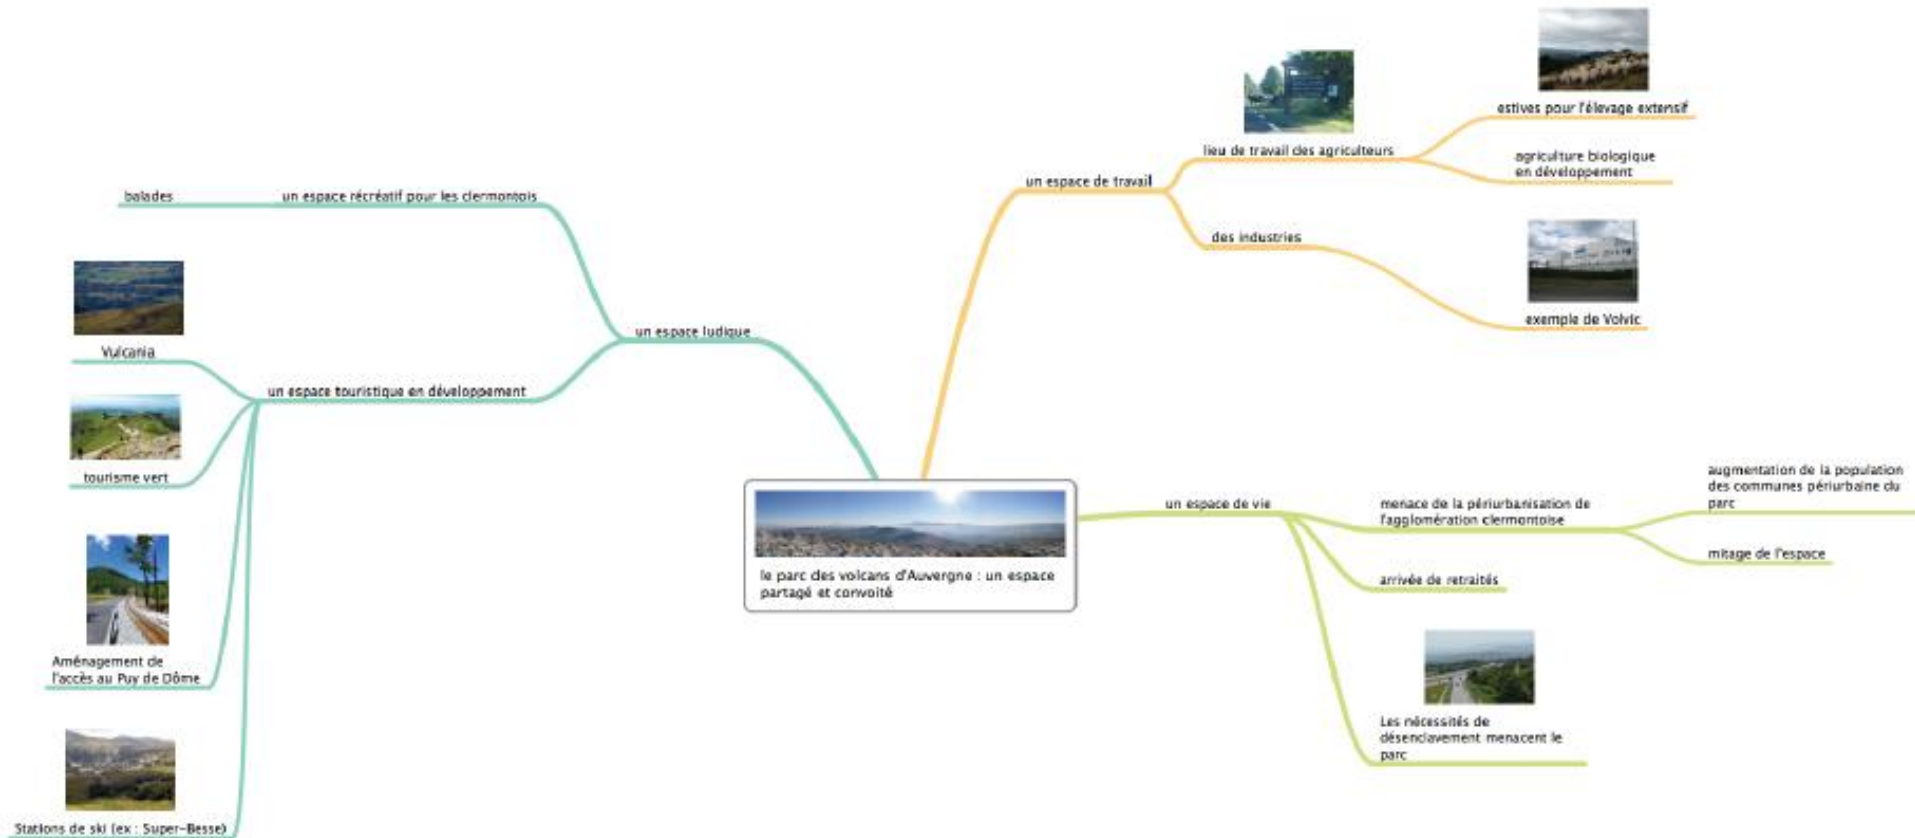 le parc des volcans d'Auvergne : un espace
partagé et convoité
un espace ludique
un espace récréatif pour les clermontois
balades
un espace touristique en développement
Vulcania
tourisme vert
Aménagement de
l'accès au Puy de Dôme
Stations de ski (ex : Super-Besse)
un espace de travail
lieu de travail des agriculteurs
estives pour l'élevage extensif
agriculture biologique
en développement
des industries
exemple de Volvic
un espace de vie
menace de la périurbanisation de
l'agglomération clermontoise
augmentation de la population
des communes périurbaine du
parc
mitage de l'espace
arrivée de retraités
Les nécessités de
désenclavement menacent le
parc